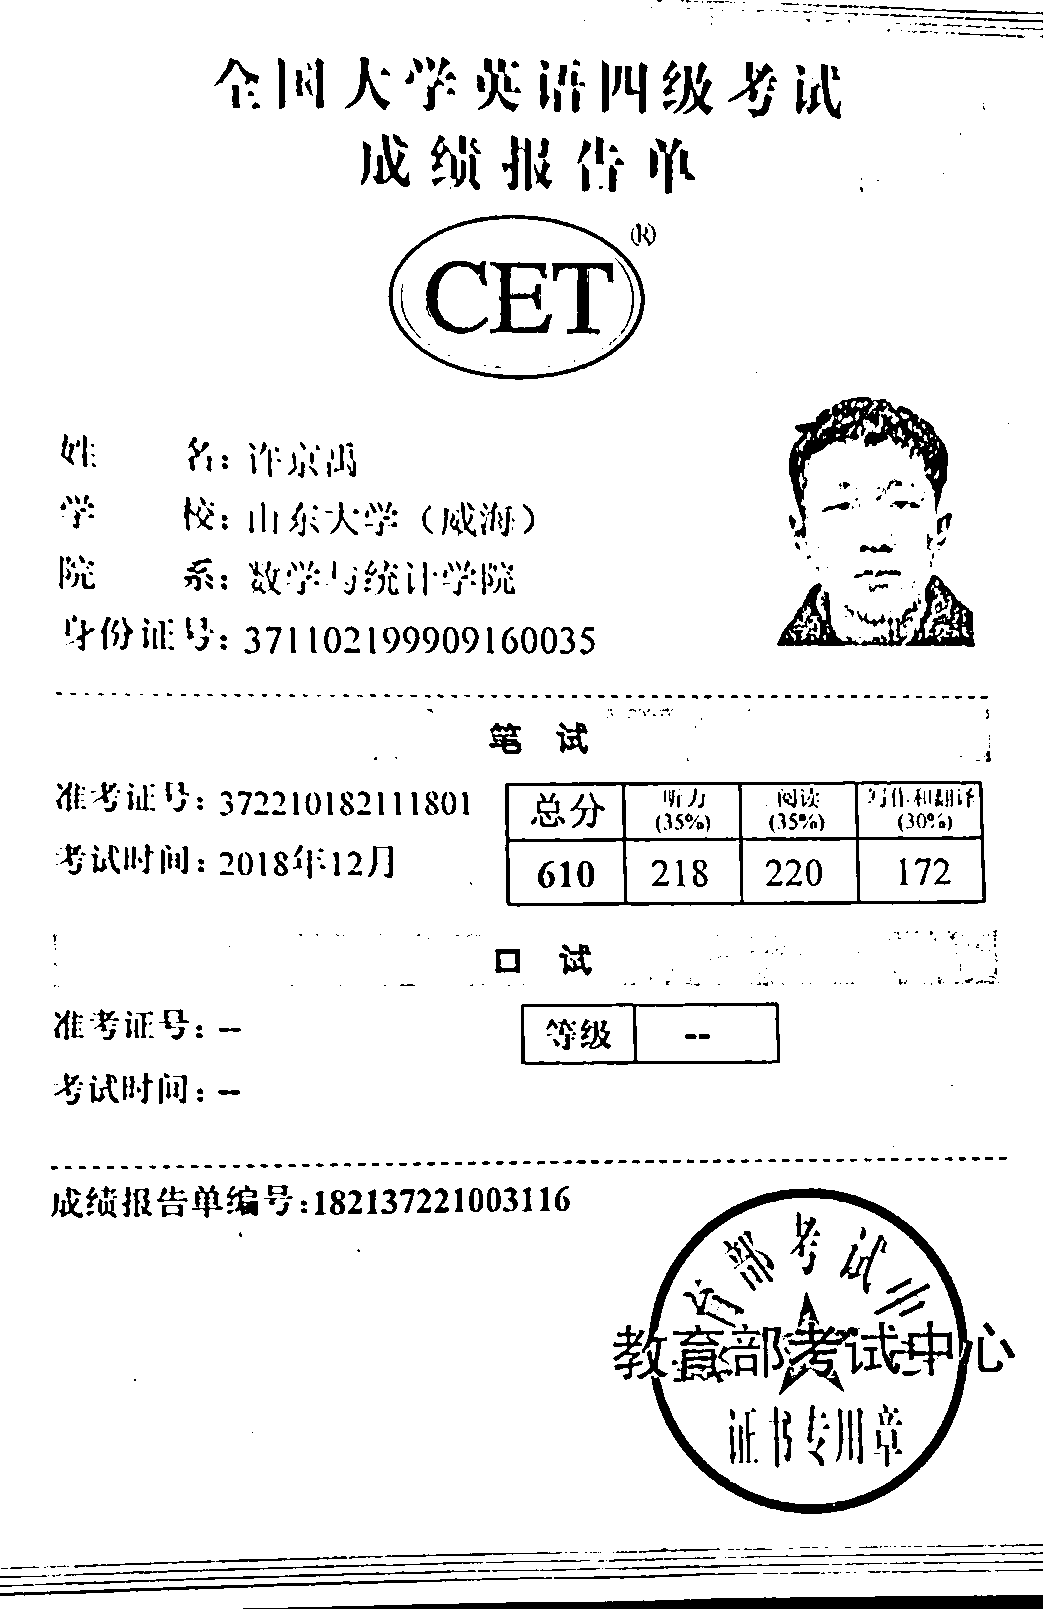 全国大学英语四级考试
成绩报告单
CET®
姓 名：许京禹
学 校：山东大学（威海）
院 系：数学与统计学院
身份证号：371102199909160035
笔 试
准考证号：372210182111801
考试时间：2018年12月
总分 听力(35%) 阅读(35%) 写作和翻译(30%)
610 218 220 172
口 试
准考证号：--
考试时间：--
等级 --
成绩报告单编号:182137221003116
育部考试中
教育部考试中心
证书专用章